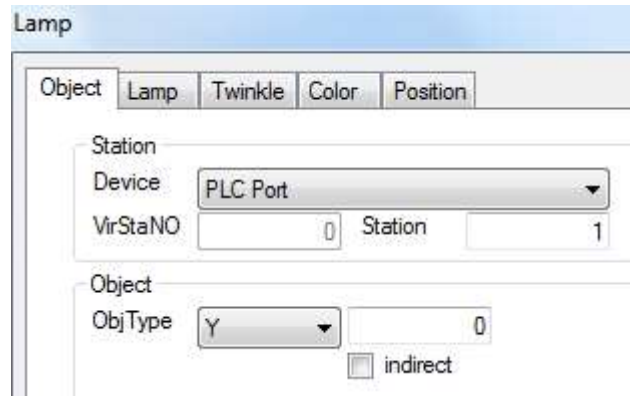 Lamp
Object Lamp Twinkle Color Position
Station
Device PLC Port
VirStaNO 0 Station 1
Object
ObjType Y 0
indirect